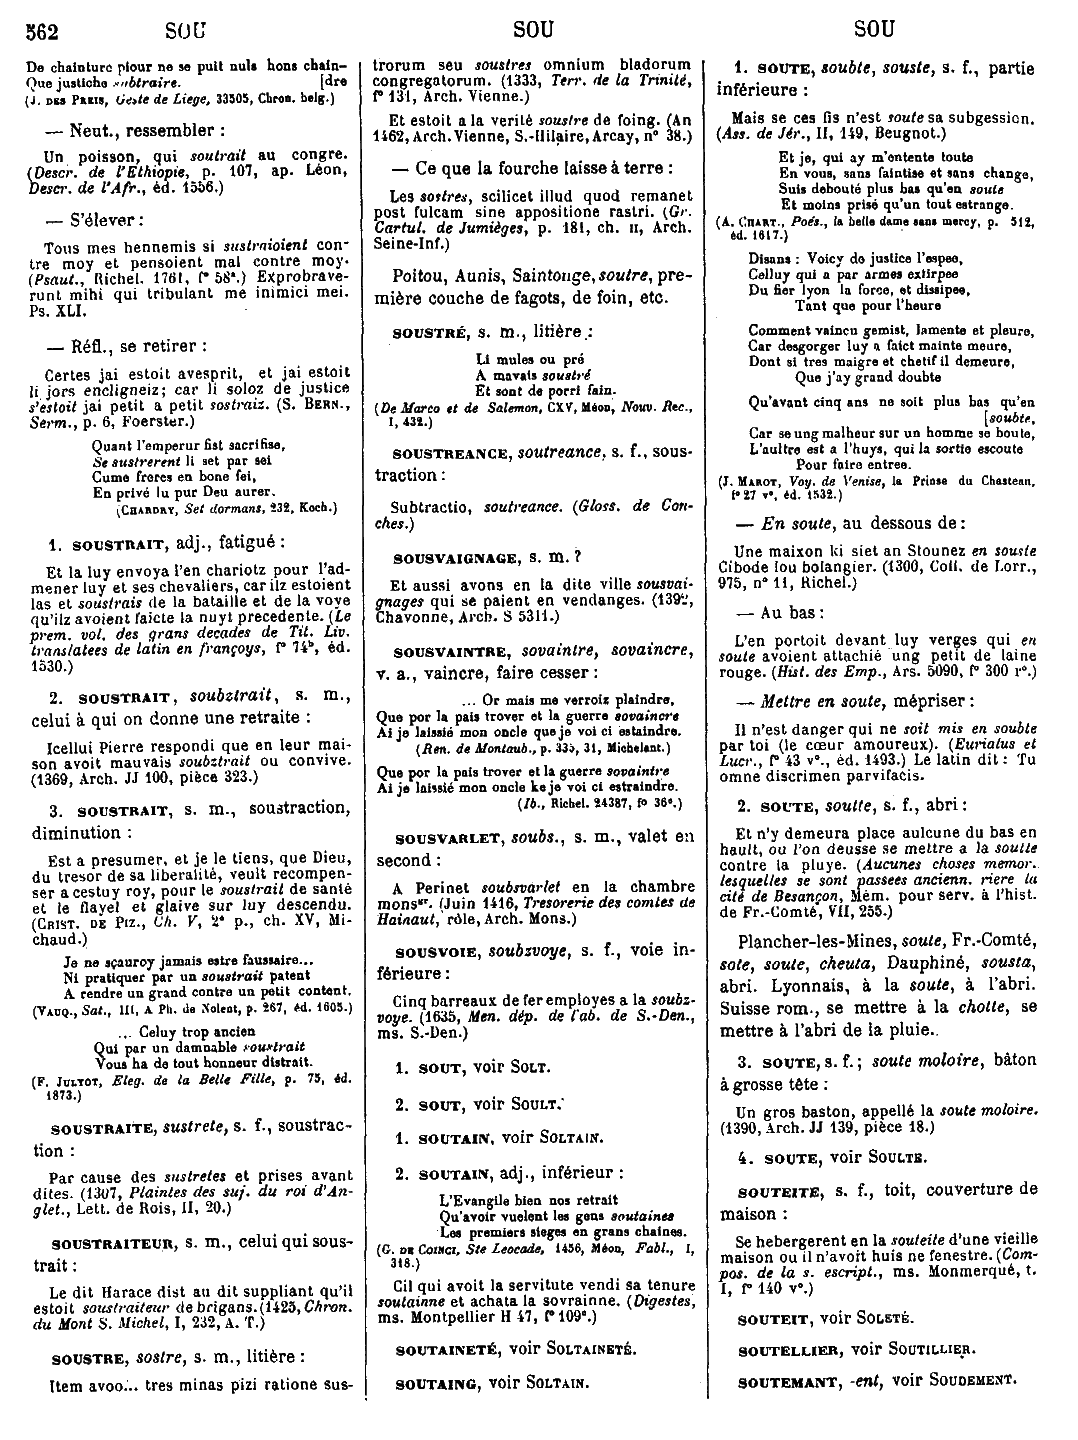 562 SOU SOU SOU
De chainture pour ne se puit nuls hons chain-
Que justiche subtraire. [dre
(J. DES PREIS, Geste de Liege, 33505, Chron. belg.)
— Neut., ressembler :
Un poisson, qui soutrait au congre.
(Descr. de l'Ethiopie, p. 107, ap. Léon,
Descr. de l'Afr., éd. 1556.)
— S'élever :
Tous mes hennemis si sustraioient con-
tre moy et pensoient mal contre moy.
(Psaut., Richel. 1761, f° 58ª.) Exprobrave-
runt mihi qui tribulant me inimici mei.
Ps. XLI.
— Réfl., se retirer :
Certes jai estoit avesprit, et jai estoit
li jors encligneiz; car li soloz de justice
s'estoit jai petit a petit sostraiz. (S. BERN.,
Serm., p. 6, Foerster.)
Quant l'emperur fist sacrifise,
Se sustrerent li set par sei
Cume freres en bone fei,
En privé lu pur Deu aurer.
(CHARDRY, Set dormans, 232, Koch.)
1. SOUSTRAIT, adj., fatigué :
Et la luy envoya l'en chariotz pour l'ad-
mener luy et ses chevaliers, car ilz estoient
las et soustrais de la bataille et de la voye
qu'ilz avoient faicte la nuyt precedente. (Le
prem. vol. des grans decades de Tit. Liv.
translatees de latin en françoys, f° 74ᵇ, éd.
1530.)
2. SOUSTRAIT, soubztrait, s. m.,
celui à qui on donne une retraite :
Icellui Pierre respondi que en leur mai-
son avoit mauvais soubztrait ou convive.
(1369, Arch. JJ 100, pièce 323.)
3. SOUSTRAIT, s. m., soustraction,
diminution :
Est a presumer, et je le tiens, que Dieu,
du tresor de sa liberalité, veult recompen-
ser a cestuy roy, pour le soustrait de santé
et le flayel et glaive sur luy descendu.
(CRIST. DE PIZ., Ch. V, 2ª p., ch. XV, Mi-
chaud.)
Je ne sçauroy jamais estre faussaire...
Ni pratiquer par un soustrait patent
A rendre un grand contre un petit content.
(VAUQ., Sat., III, A Ph. de Nolent, p. 267, éd. 1605.)
... Celuy trop ancien
Qui par un damnable soustrait
Vous ha de tout honneur distrait.
(F. JULYOT, Eleg. de la Belle Fille, p. 75, éd.
1873.)
SOUSTRAITE, sustrete, s. f., soustrac-
tion :
Par cause des sustretes et prises avant
dites. (1307, Plaintes des suj. du roi d'An-
glet., Lett. de Rois, II, 20.)
SOUSTRAITEUR, s. m., celui qui sous-
trait :
Le dit Harace dist au dit suppliant qu'il
estoit soustraiteur de brigans. (1425, Chron.
du Mont S. Michel, I, 232, A. T.)
SOUSTRE, sostre, s. m., litière :
Item avoo... tres minas pizi ratione sus-
trorum seu soustres omnium bladorum
congregatorum. (1333, Terr. de la Trinité,
f° 131, Arch. Vienne.)
Et estoit a la verité soustre de foing. (An
1462, Arch. Vienne, S.-Hilaire, Arcay, n° 38.)
— Ce que la fourche laisse à terre :
Les sostres, scilicet illud quod remanet
post fulcam sine appositione rastri. (Gr.
Cartul. de Jumièges, p. 181, ch. II, Arch.
Seine-Inf.)
Poitou, Aunis, Saintonge, soutre, pre-
mière couche de fagots, de foin, etc.
SOUSTRÉ, s. m., litière :
Li mules ou pré
A mavais soustré
Et sont de porri fain.
(De Marco et de Salemon, CXV, Méon, Nouv. Rec.,
I, 432.)
SOUSTREANCE, soutreance, s. f., sous-
traction :
Subtractio, soutreance. (Gloss. de Con-
ches.)
SOUSVAIGNAGE, s. m. ?
Et aussi avons en la dite ville sousvai-
gnages qui se paient en vendanges. (1392,
Chavonne, Arch. S 5311.)
SOUSVAINTRE, sovaintre, sovaincre,
v. a., vaincre, faire cesser :
... Or mais me verroiz plaindre,
Que por la pais trover et la guerre sovaincre
Ai je laissié mon oncle que je voi ci estaindre.
(Ren. de Montaub., p. 335, 31, Michelant.)
Que por la pais trover et la guerre sovaintre
Ai je laissié mon oncle ke je voi ci estraindre.
(Ib., Richel. 24387, f° 36ᵉ.)
SOUSVARLET, soubs., s. m., valet en
second :
A Perinet soubsvarlet en la chambre
monsᵍʳ. (Juin 1416, Tresorerie des comtes de
Hainaut, rôle, Arch. Mons.)
SOUSVOIE, soubzvoye, s. f., voie in-
férieure :
Cinq barreaux de fer employes a la soubz-
voye. (1635, Men. dép. de l'ab. de S.-Den.,
ms. S.-Den.)
1. SOUT, voir SOLT.
2. SOUT, voir SOULT.
1. SOUTAIN, voir SOLTAIN.
2. SOUTAIN, adj., inférieur :
L'Evangile bien nos retrait
Qu'avoir vuelent les gens soutaines
Les premiers sieges en grans chaines.
(G. DE COINCI, Ste Leocade, 1456, Méon, Fabl., I,
318.)
Cil qui avoit la servitute vendi sa tenure
soutainne et achata la sovrainne. (Digestes,
ms. Montpellier H 47, f° 109ᵃ.)
SOUTAINETÉ, voir SOLTAINETÉ.
SOUTAING, voir SOLTAIN.
1. SOUTE, soubte, souste, s. f., partie
inférieure :
Mais se ces fis n'est soute sa subgession.
(Ass. de Jér., II, 149, Beugnot.)
Et je, qui ay m'entente toute
En vous, sans faintise et sans change,
Suis debouté plus bas qu'en soute
Et moins prisé qu'un tout estrange.
(A. CHART., Poés., la belle dame sans mercy, p. 512,
éd. 1617.)
Disans : Voicy de justice l'espee,
Celluy qui a par armes extirpee
Du fier lyon la force, et dissipee,
Tant que pour l'heure
Comment vaincu gemist, lamente et pleure,
Car desgorger luy a faict mainte meure,
Dont si tres maigre et chetif il demeure,
Que j'ay grand doubte
Qu'avant cinq ans ne soit plus bas qu'en
[soubte,
Car se ung malheur sur un homme se boute,
L'aultre est a l'huys, qui la sortie escoute
Pour faire entree.
(J. MAROT, Voy. de Venise, la Prinse du Chasteau,
f° 27 v°, éd. 1532.)
— En soute, au dessous de :
Une maixon ki siet an Stounez en souste
Cibode lou bolangier. (1300, Coll. de Lorr.,
975, n° 11, Richel.)
— Au bas :
L'en portoit devant luy verges qui en
soute avoient attachié ung petit de laine
rouge. (Hist. des Emp., Ars. 5090, f° 300 r°.)
— Mettre en soute, mépriser :
Il n'est danger qui ne soit mis en soubte
par toi (le cœur amoureux). (Eurialus et
Lucr., f° 43 v°., éd. 1493.) Le latin dit : Tu
omne discrimen parvifacis.
2. SOUTE, soulte, s. f., abri :
Et n'y demeura place aulcune du bas en
hault, ou l'on deusse se mettre a la soulte
contre la pluye. (Aucunes choses memor.
lesquelles se sont passees ancienn. riere la
cité de Besançon, Mém. pour serv. à l'hist.
de Fr.-Comté, VII, 255.)
Plancher-les-Mines, soute, Fr.-Comté,
sote, soute, cheuta, Dauphiné, sousta,
abri. Lyonnais, à la soute, à l'abri.
Suisse rom., se mettre à la chotte, se
mettre à l'abri de la pluie.
3. SOUTE, s. f. ; soute moloire, bâton
à grosse tête :
Un gros baston, appellé la soute moloire.
(1390, Arch. JJ 139, pièce 18.)
4. SOUTE, voir SOULTE.
SOUTEITE, s. f., toit, couverture de
maison :
Se hebergerent en la souteite d'une vieille
maison ou il n'avoit huis ne fenestre. (Com-
pos. de la s. escript., ms. Monmerqué, t.
I, f° 140 v°.)
SOUTEIT, voir SOLETÉ.
SOUTELLIER, voir SOUTILLIER.
SOUTEMANT, -ent, voir SOUDEMENT.